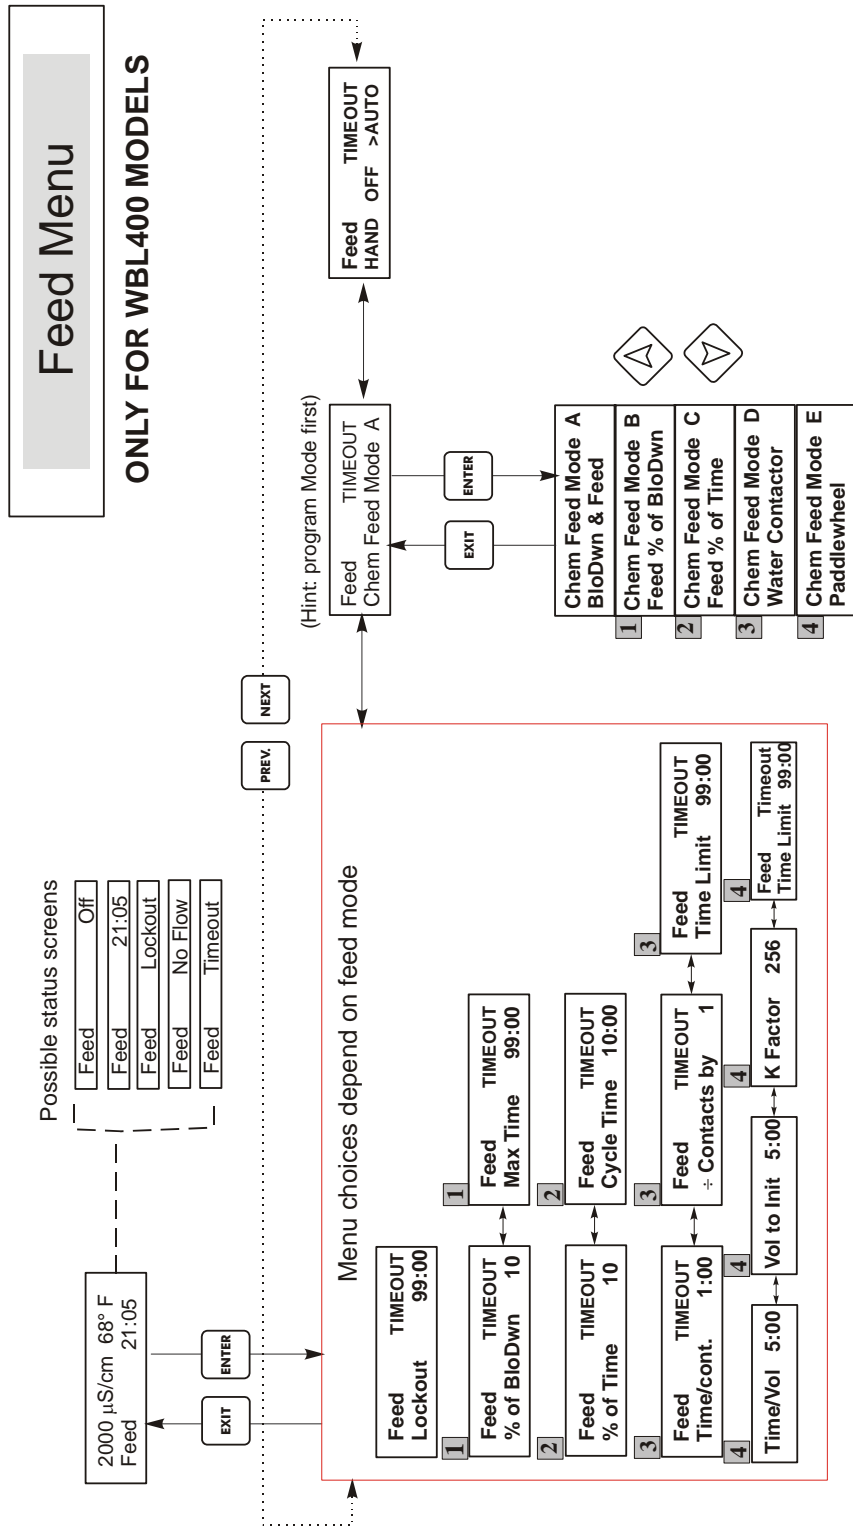 Feed Menu
ONLY FOR WBL400 MODELS
2000 µS/cm 68° F
Feed 21:05
Possible status screens
Feed Off
Feed 21:05
Feed Lockout
Feed No Flow
Feed Timeout
EXIT
ENTER
PREV.
NEXT
Menu choices depend on feed mode
Feed TIMEOUT
Lockout 99:00
1
Feed TIMEOUT
% of BloDwn 10
1
Feed TIMEOUT
Max Time 99:00
2
Feed TIMEOUT
% of Time 10
2
Feed TIMEOUT
Cycle Time 10:00
3
Feed TIMEOUT
Time/cont. 1:00
3
Feed TIMEOUT
÷ Contacts by 1
3
Feed TIMEOUT
Time Limit 99:00
4
Time/Vol 5:00
4
Vol to Init 5:00
4
K Factor 256
4
Feed Timeout
Time Limit 99:00
(Hint: program Mode first)
Feed TIMEOUT
Chem Feed Mode A
Feed TIMEOUT
HAND OFF >AUTO
EXIT
ENTER
Chem Feed Mode A
BloDwn & Feed
1
Chem Feed Mode B
Feed % of BloDwn
2
Chem Feed Mode C
Feed % of Time
3
Chem Feed Mode D
Water Contactor
4
Chem Feed Mode E
Paddlewheel